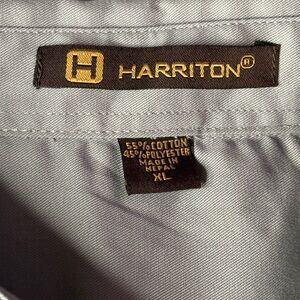 H HARRITON®
55% COTTON
45% POLYESTER
MADE IN
NEPAL
XL